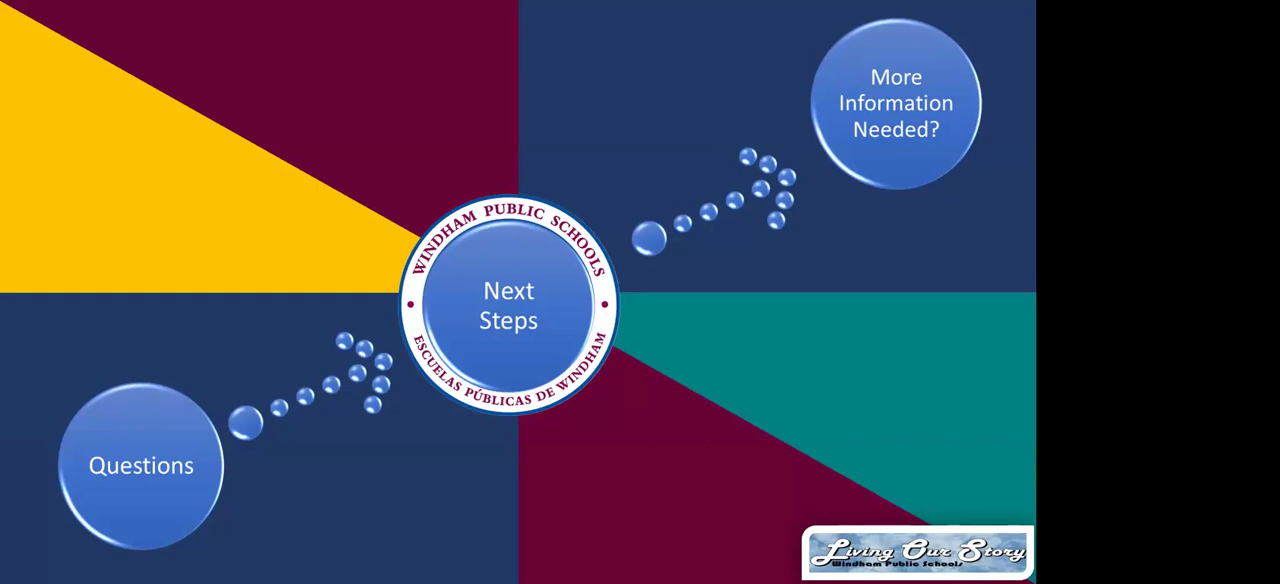 More
Information
Needed?
WINDHAM PUBLIC SCHOOLS
Next
Steps
ESCUELAS PÚBLICAS DE WINDHAM
Questions
Living Our Story
Windham Public Schools